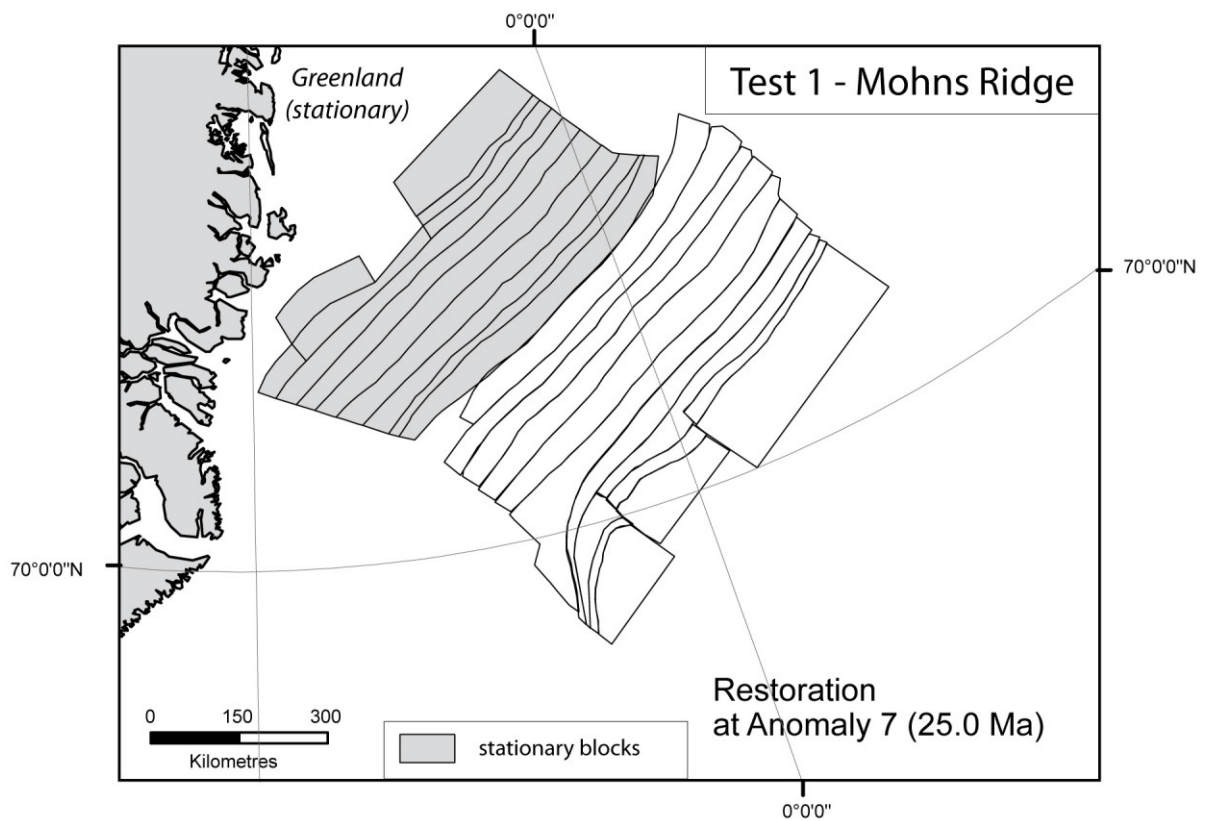 0°0'0"
Greenland
(stationary)
Test 1 - Mohns Ridge
70°0'0"N
70°0'0"N
Restoration
at Anomaly 7 (25.0 Ma)
0 150 300
Kilometres
stationary blocks
0°0'0"